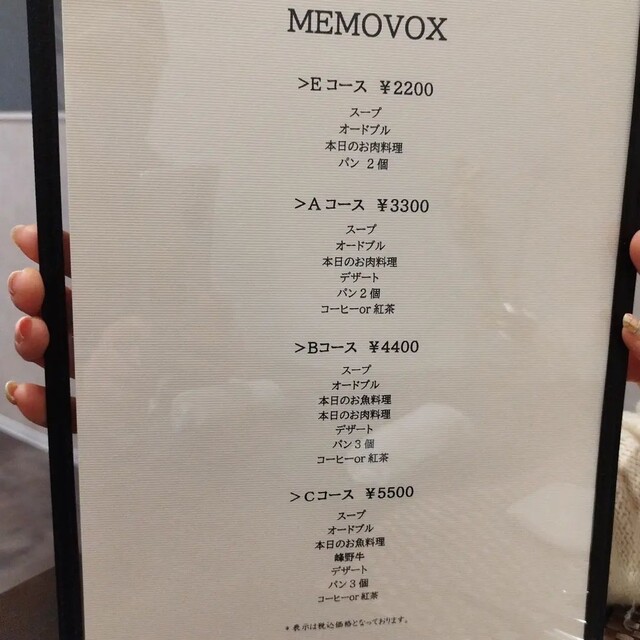 MEMOVOX
>Eコース ¥2200
スープ
オードブル
本日のお肉料理
パン 2個
>Aコース ¥3300
スープ
オードブル
本日のお肉料理
デザート
パン2個
コーヒーor紅茶
>Bコース ¥4400
スープ
オードブル
本日のお魚料理
本日のお肉料理
デザート
パン3個
コーヒーor紅茶
>Cコース ¥5500
スープ
オードブル
本日のお魚料理
峰野牛
デザート
パン3個
コーヒーor紅茶
*表示は税込価格となっております。